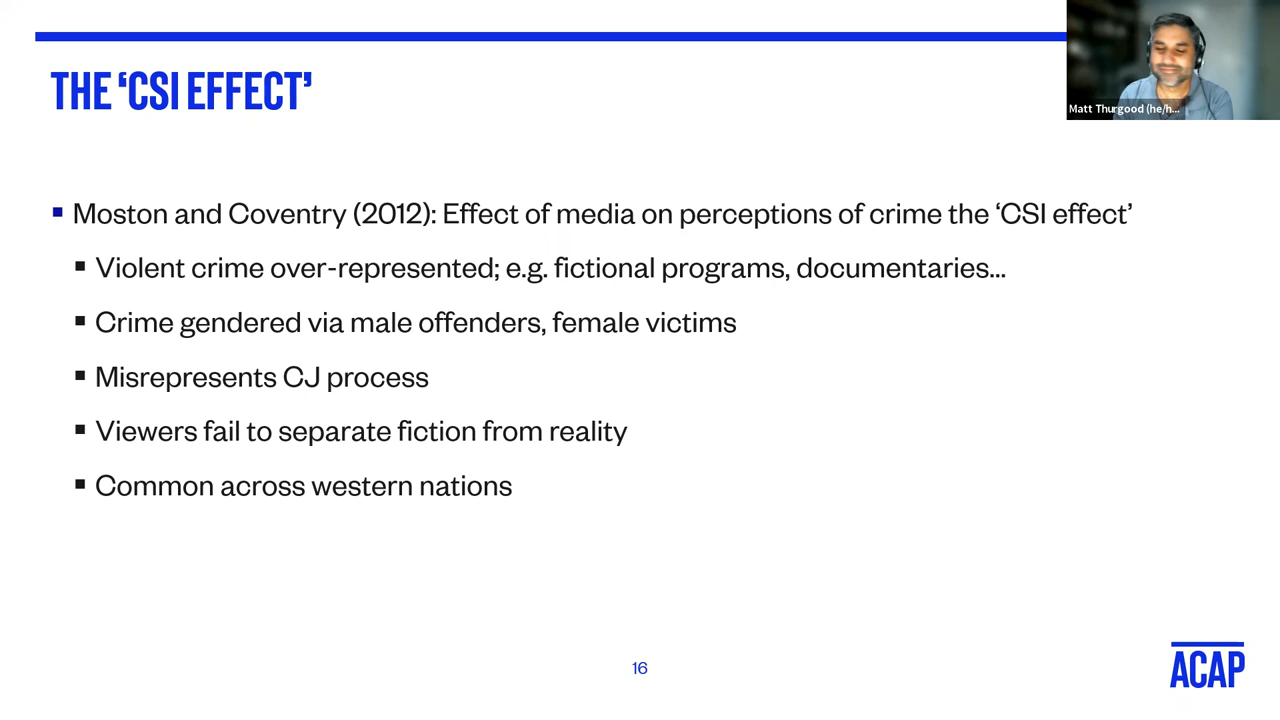 THE ‘CSI EFFECT’
Matt Thurgood (he/h...
▪ Moston and Coventry (2012): Effect of media on perceptions of crime the ‘CSI effect’
▪ Violent crime over-represented; e.g. fictional programs, documentaries...
▪ Crime gendered via male offenders, female victims
▪ Misrepresents CJ process
▪ Viewers fail to separate fiction from reality
▪ Common across western nations
16
ACAP